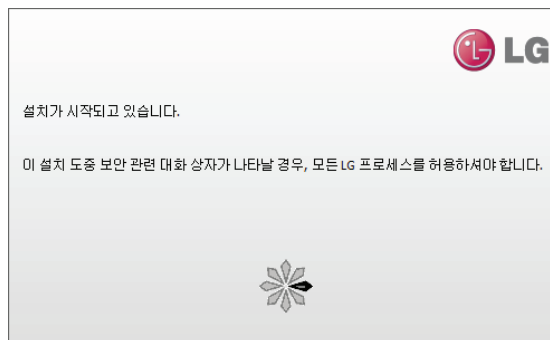 LG
설치가 시작되고 있습니다.
이 설치 도중 보안 관련 대화 상자가 나타날 경우, 모든 LG 프로세스를 허용하셔야 합니다.